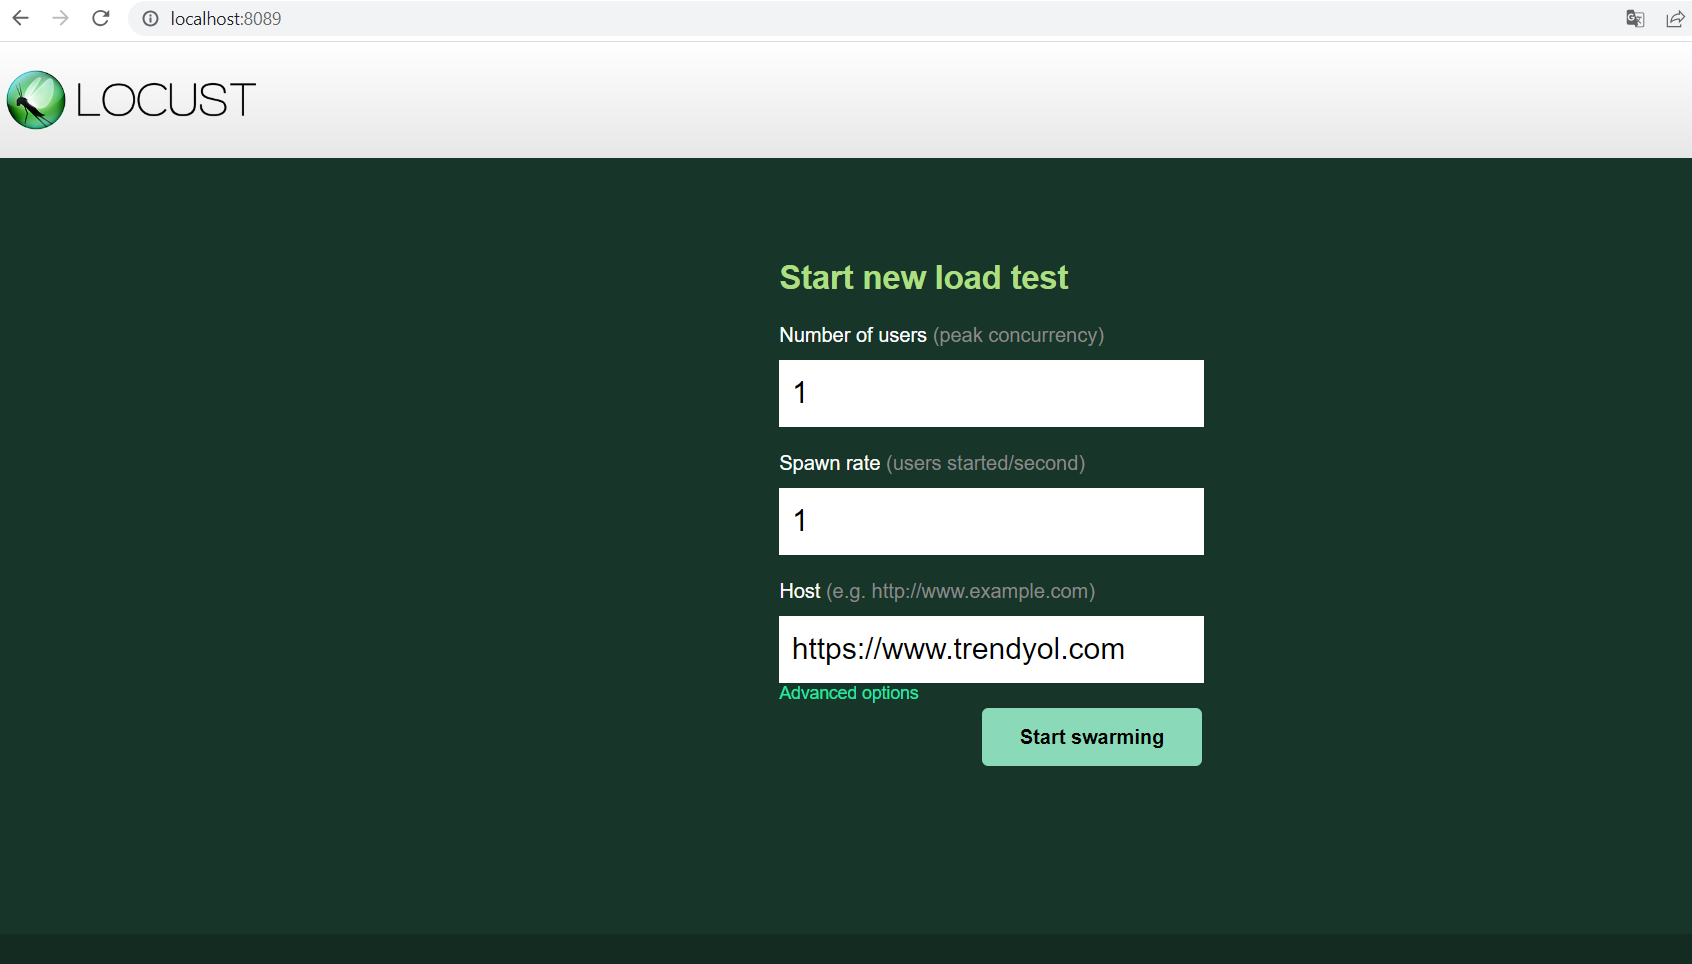 localhost:8089
LOCUST
Start new load test
Number of users (peak concurrency)
1
Spawn rate (users started/second)
1
Host (e.g. http://www.example.com)
https://www.trendyol.com
Advanced options
Start swarming